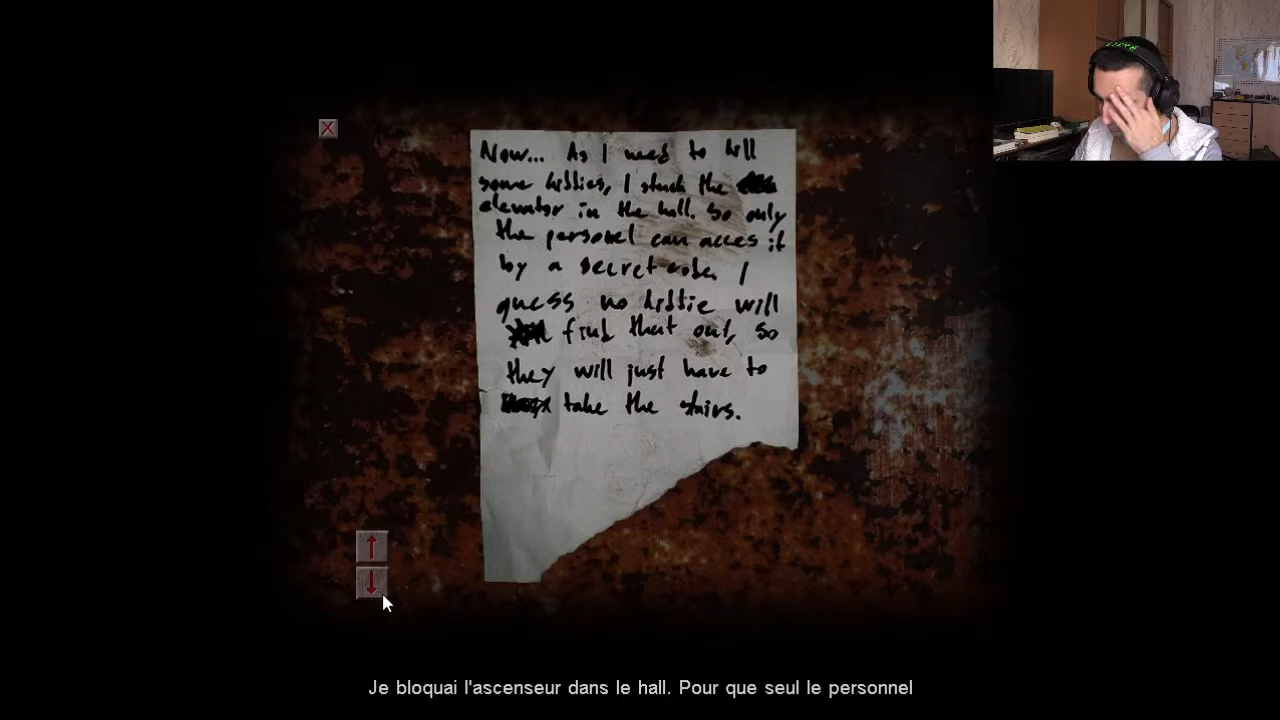 Now... As I need to kill
some kiddies, I stuck the
elevator in the hall. So only
the personel can acces it
by a secret code. I
guess no kiddie will
find that out, so
they will just have to
take the stairs.
Je bloquai l'ascenseur dans le hall. Pour que seul le personnel